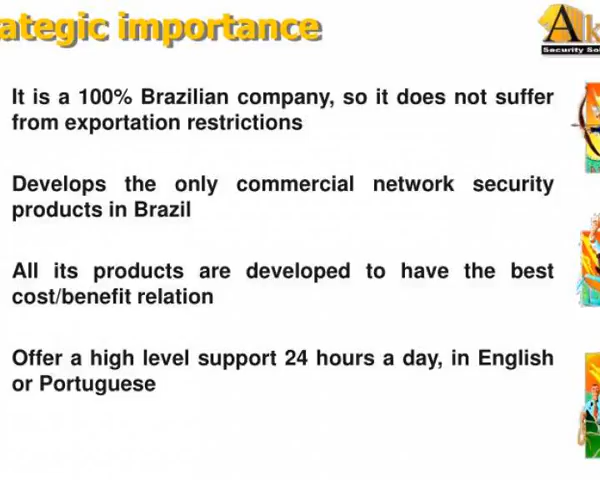 ategic importance
Ak
Security Sol
It is a 100% Brazilian company, so it does not suffer
from exportation restrictions
Develops the only commercial network security
products in Brazil
All its products are developed to have the best
cost/benefit relation
Offer a high level support 24 hours a day, in English
or Portuguese